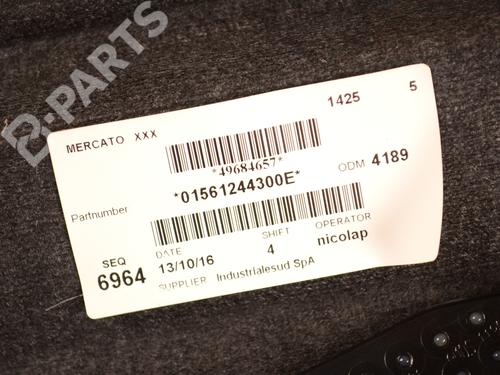 B-PARTS
MERCATO XXX
1425 5
*49684657*
Partnumber *01561244300E* ODM 4189
SEQ DATE SHIFT OPERATOR
6964 13/10/16 4 nicolap
SUPPLIER Industrialesud SpA